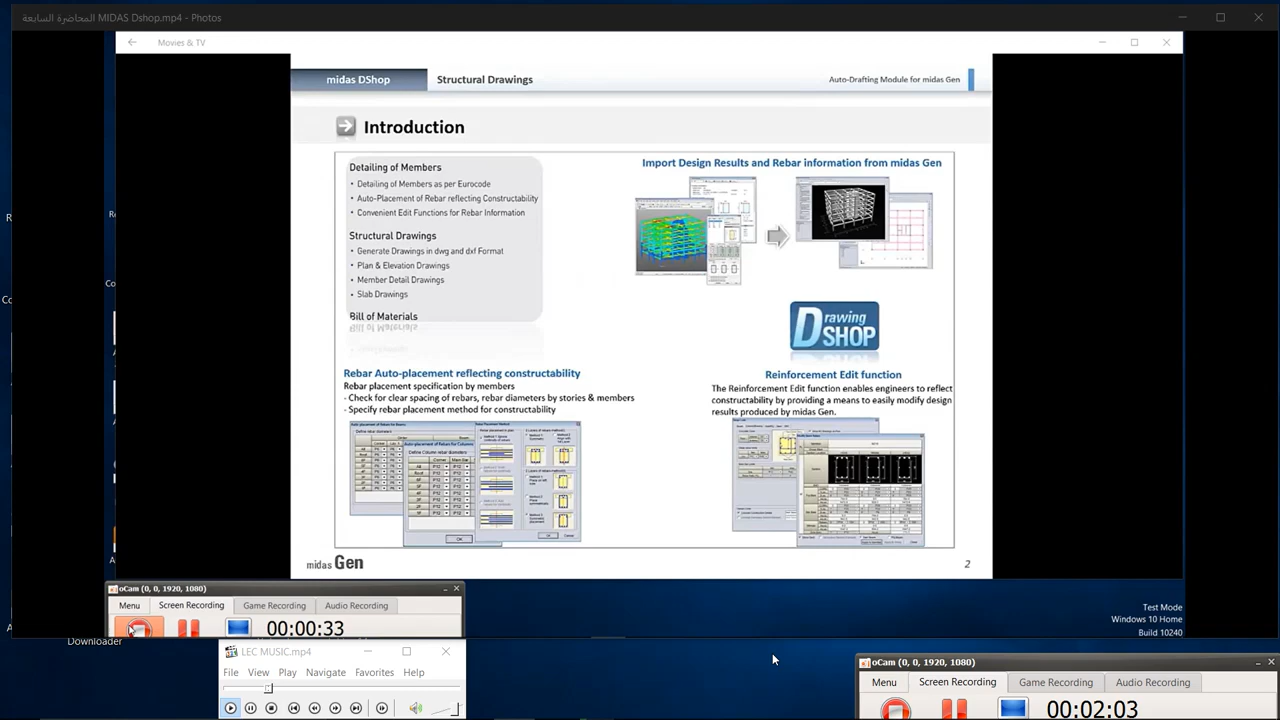 المحاضرة السابعة MIDAS Dshop.mp4 - Photos
Movies & TV
midas DShop
Structural Drawings
Auto-Drafting Module for midas Gen
Introduction
Detailing of Members
• Detailing of Members as per Eurocode
• Auto-Placement of Rebar reflecting Constructability
• Convenient Edit Functions for Rebar Information
Structural Drawings
• Generate Drawings in dwg and dxf Format
• Plan & Elevation Drawings
• Member Detail Drawings
• Slab Drawings
Bill of Materials
Import Design Results and Rebar information from midas Gen
Drawing SHOP
Rebar Auto-placement reflecting constructability
Rebar placement specification by members
- Check for clear spacing of rebars, rebar diameters by stories & members
- Specify rebar placement method for constructability
Reinforcement Edit function
The Reinforcement Edit function enables engineers to reflect
constructability by providing a means to easily modify design
results produced by midas Gen.
midas Gen
2
oCam (0, 0, 1920, 1080)
Menu Screen Recording Game Recording Audio Recording
00:00:33
Test Mode
Windows 10 Home
Build 10240
Downloader
LEC MUSIC.mp4
File View Play Navigate Favorites Help
oCam (0, 0, 1920, 1080)
Menu Screen Recording Game Recording Audio Recording
00:02:03